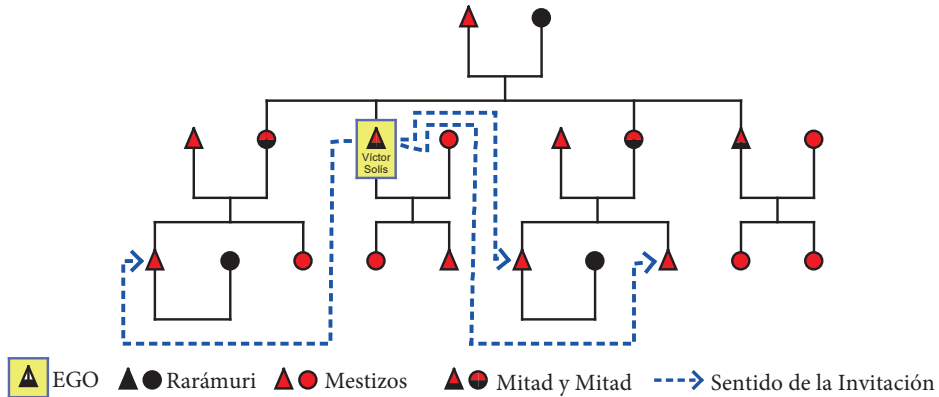 Víctor
Solís
EGO Rarámuri Mestizos Mitad y Mitad Sentido de la Invitación